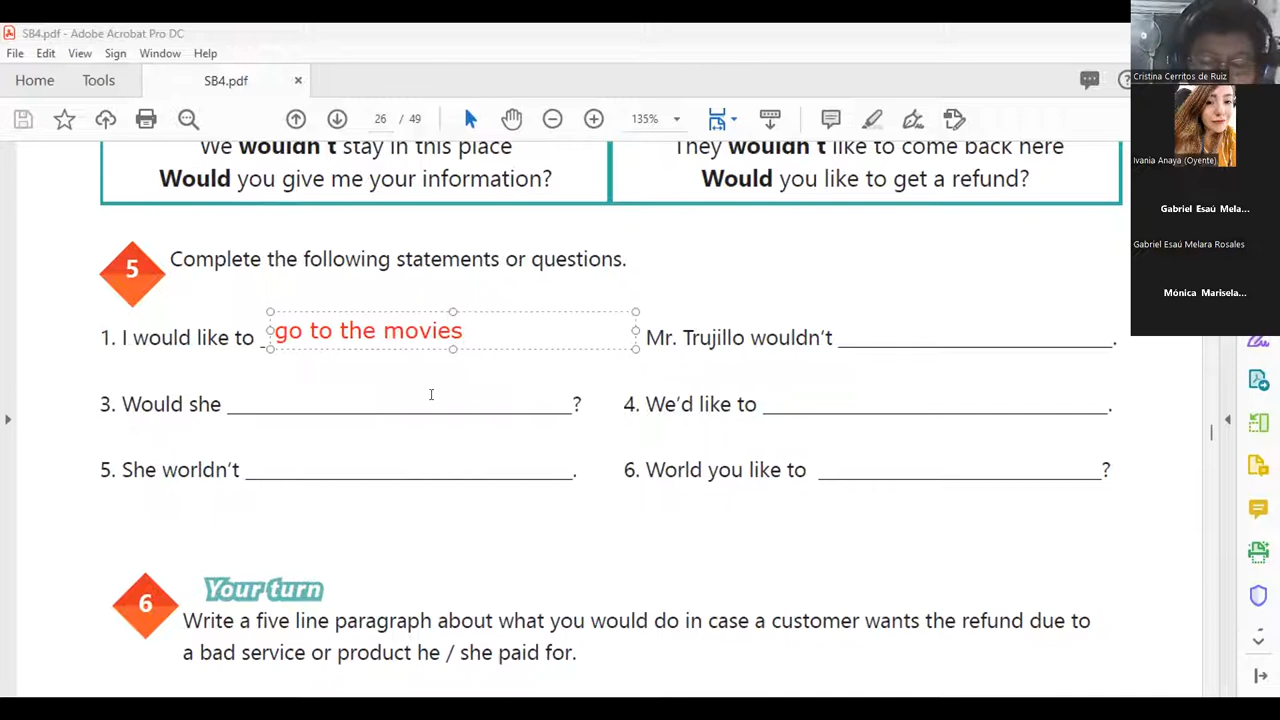 SB4.pdf - Adobe Acrobat Pro DC
File Edit View Sign Window Help
Home Tools SB4.pdf ×
26 / 49 135%
We wouldn't stay in this place
They wouldn't like to come back here
Would you give me your information?
Would you like to get a refund?
5 Complete the following statements or questions.
1. I would like to _go to the movies
Mr. Trujillo wouldn't ______________.
3. Would she ______________?
4. We'd like to ______________.
5. She worldn't ______________.
6. World you like to ______________?
6 Your turn
Write a five line paragraph about what you would do in case a customer wants the refund due to
a bad service or product he / she paid for.
Cristina Cerritos de Ruiz
Ivania Anaya (Oyente)
Gabriel Esaú Mela...
Gabriel Esaú Melara Rosales
Mónica Marisela...